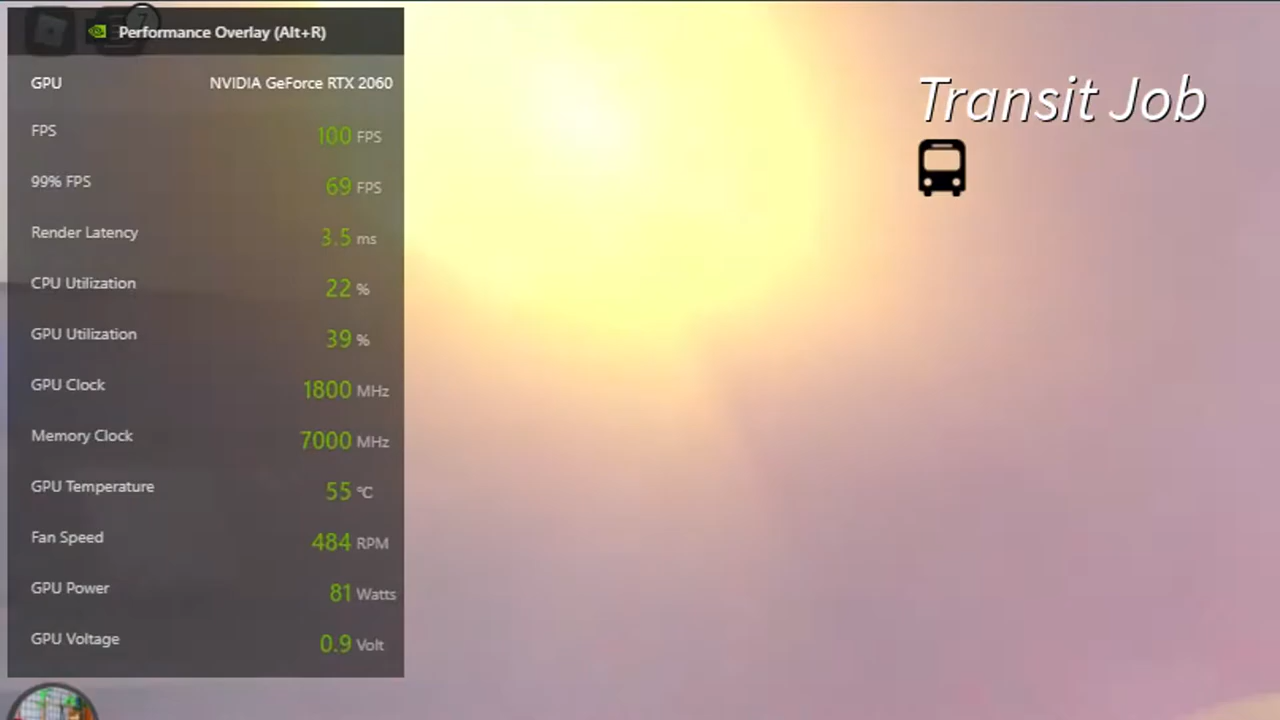 7
Performance Overlay (Alt+R)
GPU NVIDIA GeForce RTX 2060
FPS 100 FPS
99% FPS 69 FPS
Render Latency 3.5 ms
CPU Utilization 22 %
GPU Utilization 39 %
GPU Clock 1800 MHz
Memory Clock 7000 MHz
GPU Temperature 55 °C
Fan Speed 484 RPM
GPU Power 81 Watts
GPU Voltage 0.9 Volt
Transit Job